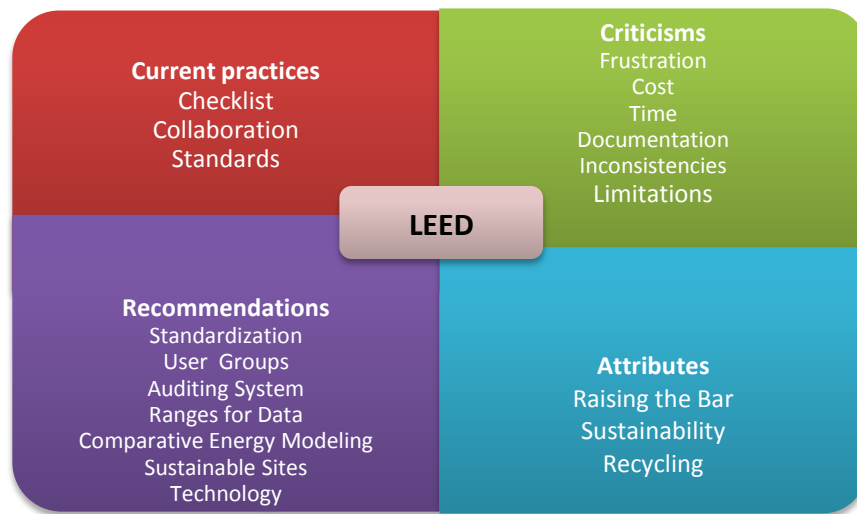 Current practices
Checklist
Collaboration
Standards
Criticisms
Frustration
Cost
Time
Documentation
Inconsistencies
Limitations
LEED
Recommendations
Standardization
User Groups
Auditing System
Ranges for Data
Comparative Energy Modeling
Sustainable Sites
Technology
Attributes
Raising the Bar
Sustainability
Recycling